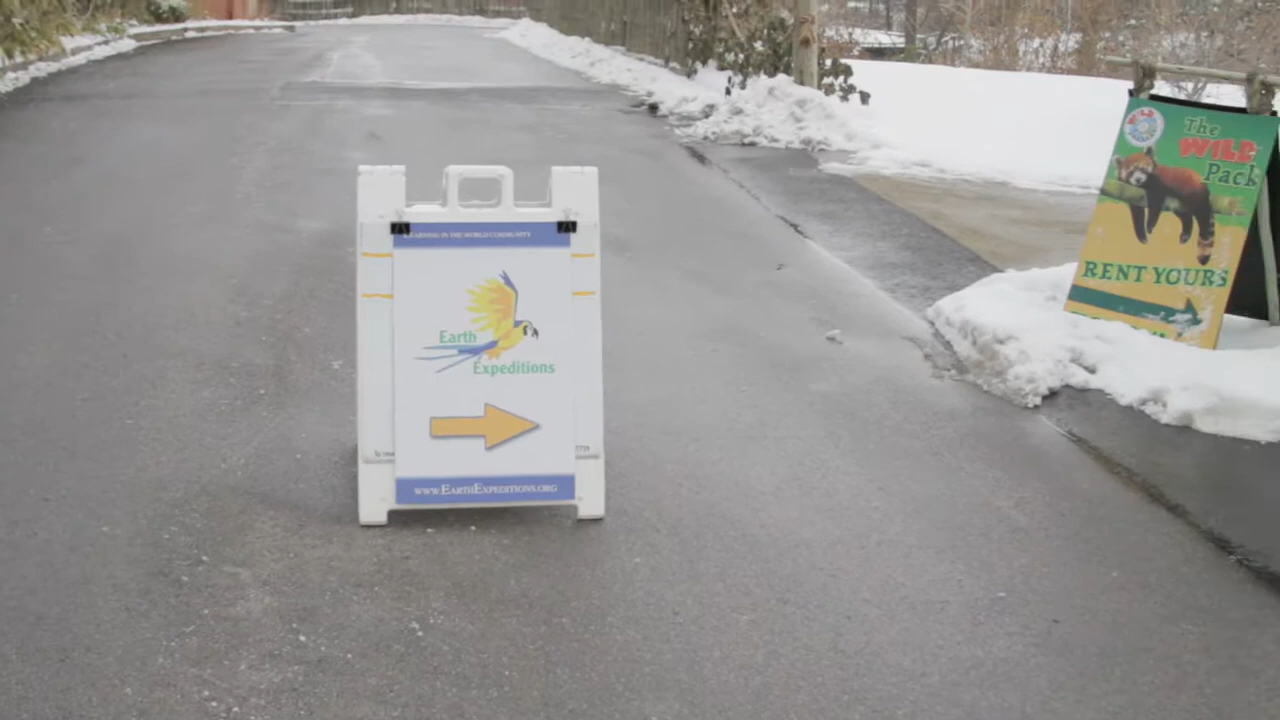 LEARNING IN THE WORLD COMMUNITY
Earth
Expeditions
WWW.EARTHEXPEDITIONS.ORG
The
WILD
Pack
RENT YOURS